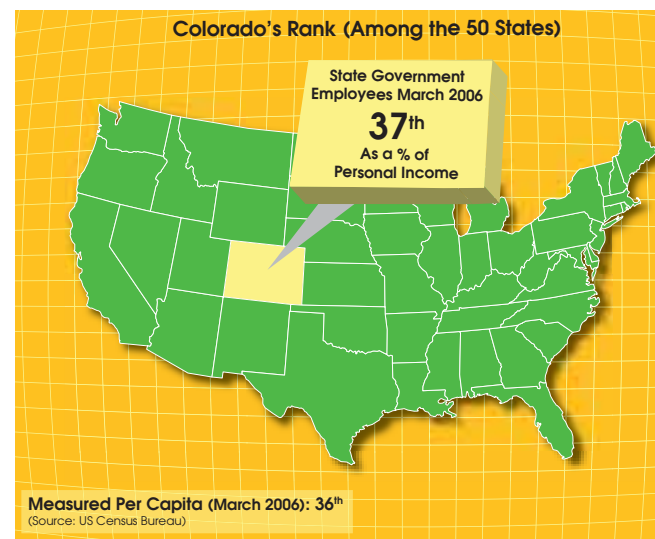 Colorado's Rank (Among the 50 States)
State Government
Employees March 2006
37th
As a % of
Personal Income
Measured Per Capita (March 2006): 36th
(Source: US Census Bureau)